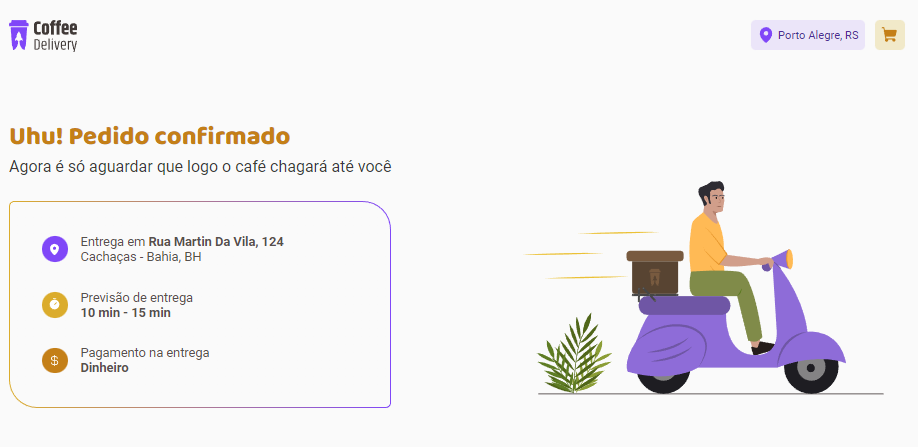 Coffee
Delivery
Porto Alegre, RS
Uhu! Pedido confirmado
Agora é só aguardar que logo o café chagará até você
Entrega em Rua Martin Da Vila, 124
Cachaças - Bahia, BH
Previsão de entrega
10 min - 15 min
Pagamento na entrega
Dinheiro